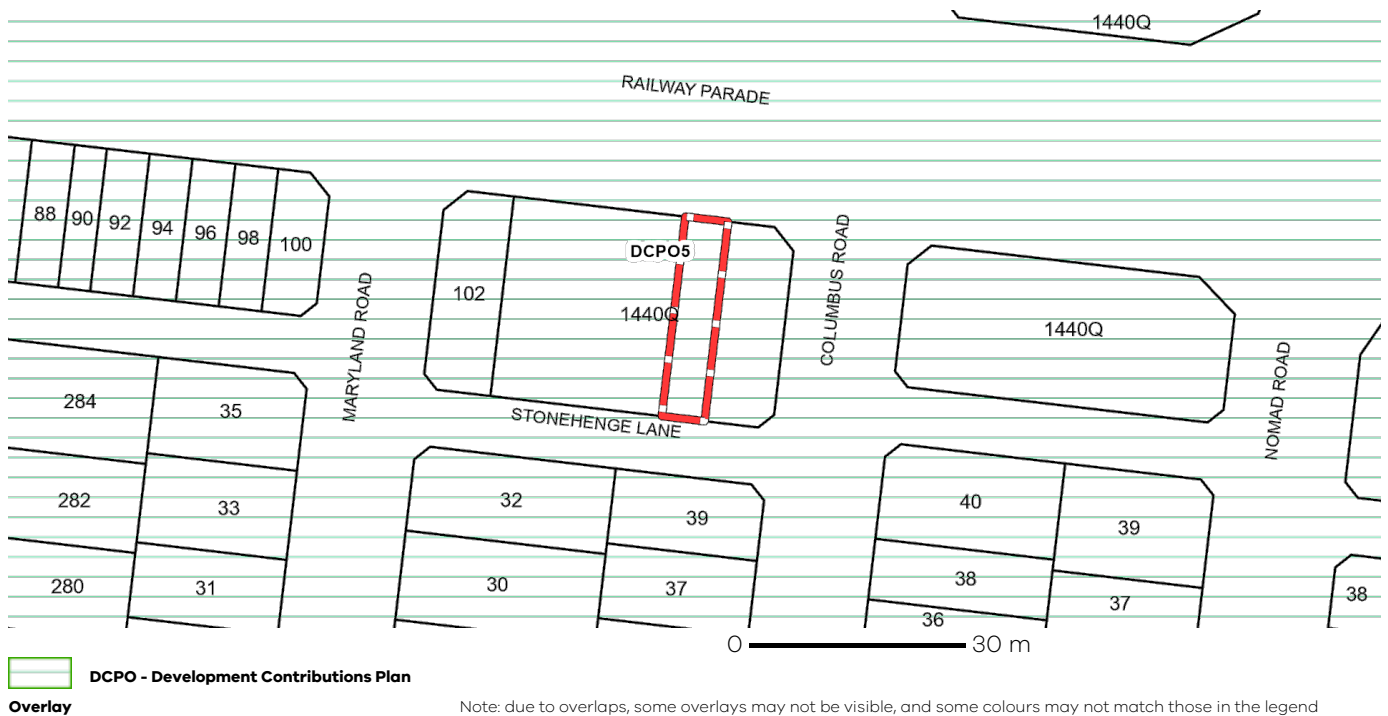 1440Q
RAILWAY PARADE
88
90
92
94
96
98
100
MARYLAND ROAD
102
DCPO5
1440Q
COLUMBUS ROAD
1440Q
NOMAD ROAD
STONEHENGE LANE
284
35
282
33
280
31
32
39
30
37
40
39
38
37
36
38
0 30 m
DCPO - Development Contributions Plan
Overlay
Note: due to overlaps, some overlays may not be visible, and some colours may not match those in the legend